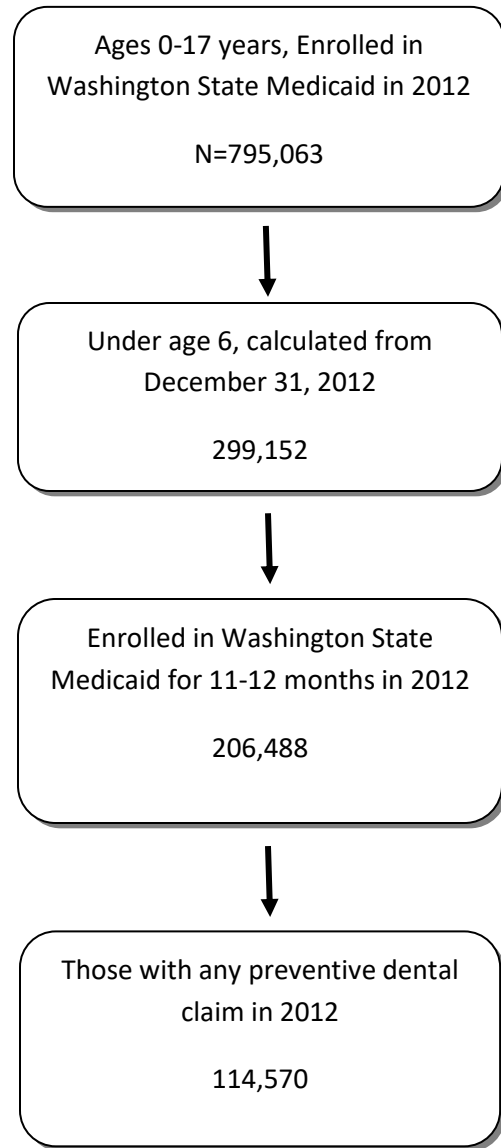 Ages 0-17 years, Enrolled in
Washington State Medicaid in 2012
N=795,063
Under age 6, calculated from
December 31, 2012
299,152
Enrolled in Washington State
Medicaid for 11-12 months in 2012
206,488
Those with any preventive dental
claim in 2012
114,570